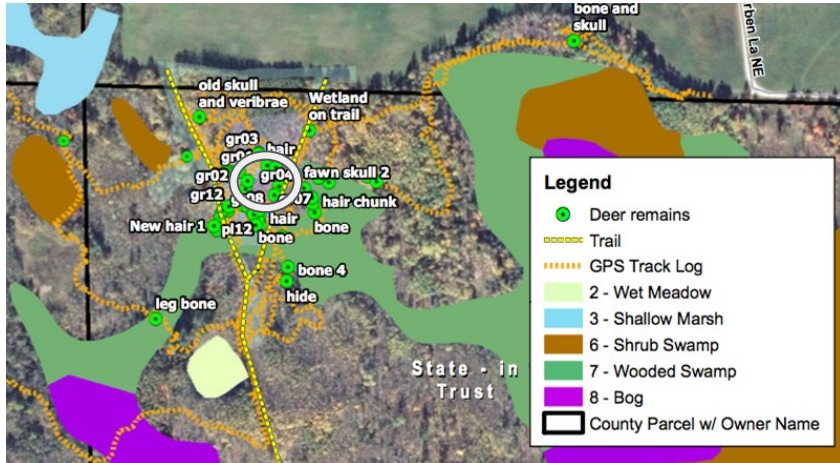 bone and
skull
rben La NE
old skull
and veribrae
Wetland
on trail
gr03
hair
gr02
gr04
fawn skull 2
gr12
hair chunk
New hair 1
pl12
hair
bone
bone
bone 4
hide
leg bone
State - in
Trust
Legend
Deer remains
Trail
GPS Track Log
2 - Wet Meadow
3 - Shallow Marsh
6 - Shrub Swamp
7 - Wooded Swamp
8 - Bog
County Parcel w/ Owner Name